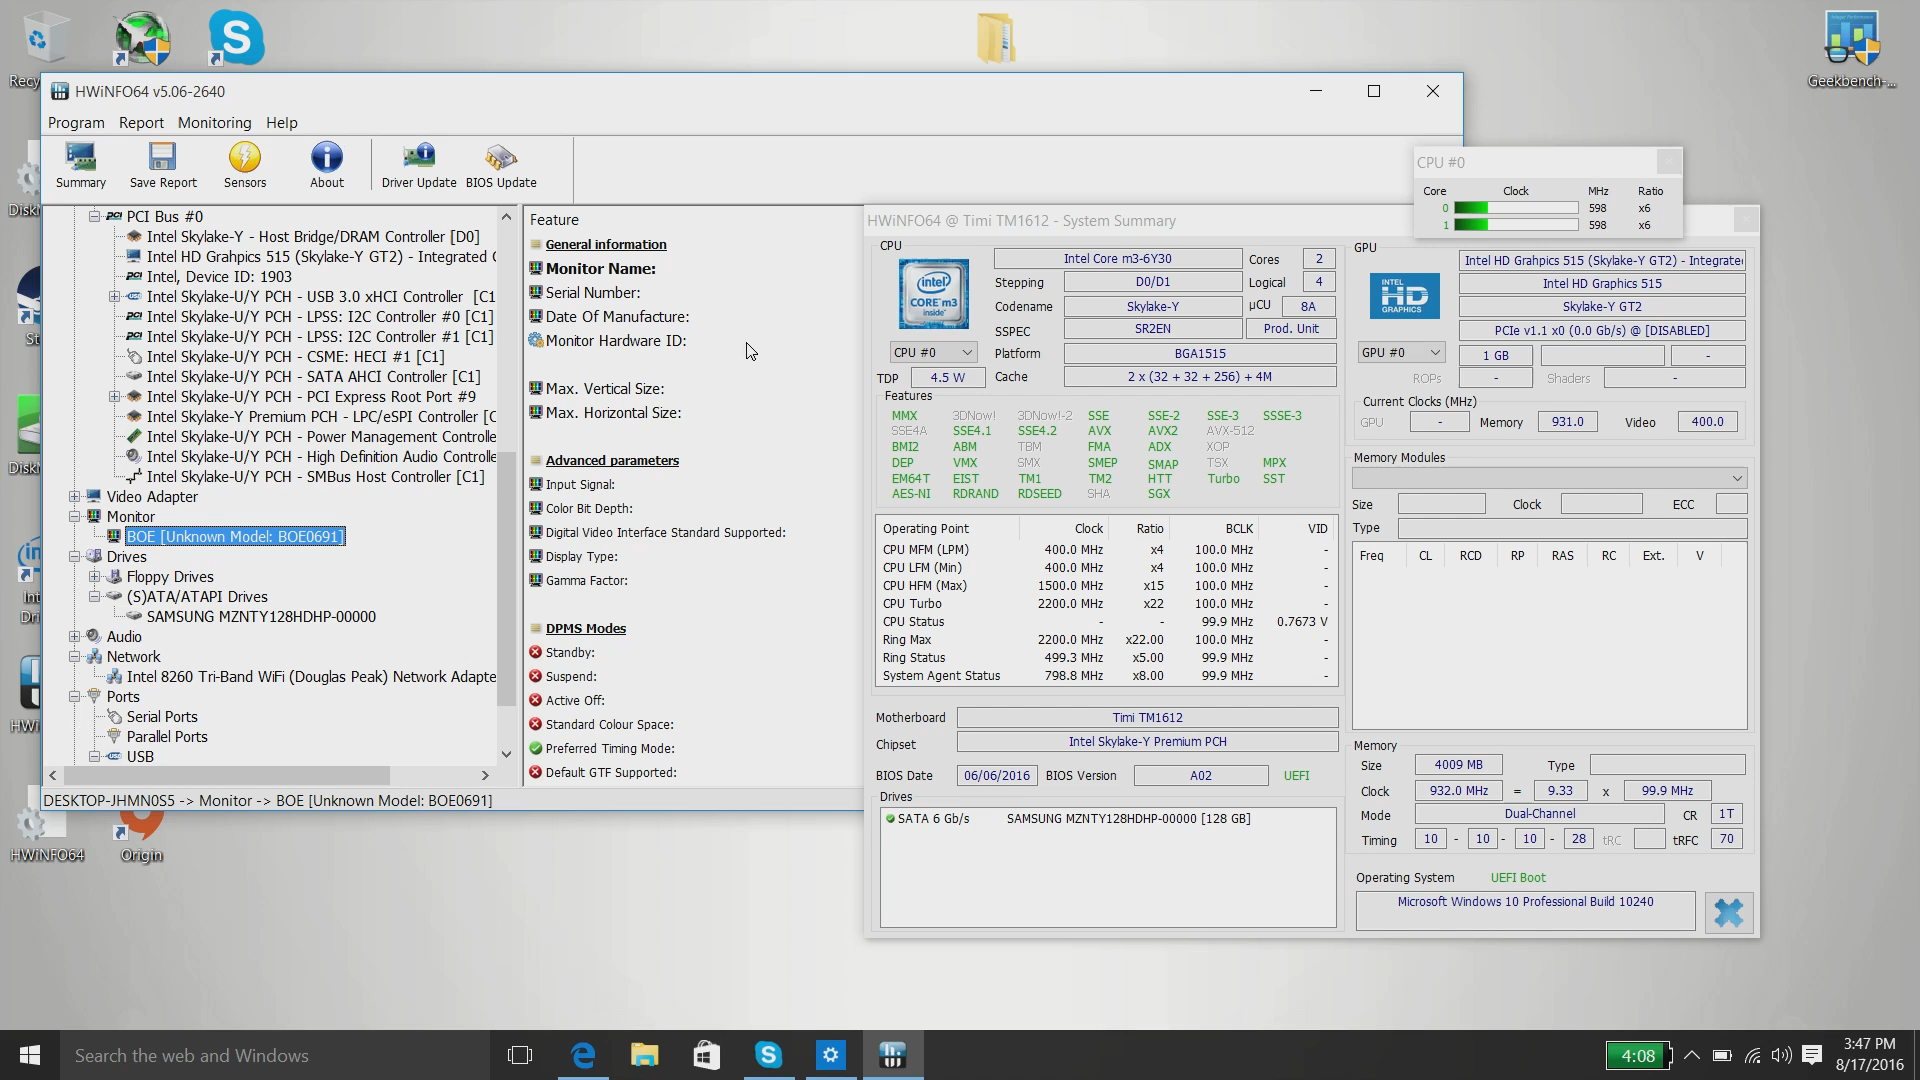 Recy
S
Geekbench-...
HWiNFO64 v5.06-2640
Program Report Monitoring Help
Summary
Save Report
Sensors
About
Driver Update
BIOS Update
DiskM
St
DiskM
Int
Dri
HWi
HWiNFO64
Origin
PCI Bus #0
Intel Skylake-Y - Host Bridge/DRAM Controller [D0]
Intel HD Grahpics 515 (Skylake-Y GT2) - Integrated G
Intel, Device ID: 1903
Intel Skylake-U/Y PCH - USB 3.0 xHCI Controller [C1
Intel Skylake-U/Y PCH - LPSS: I2C Controller #0 [C1]
Intel Skylake-U/Y PCH - LPSS: I2C Controller #1 [C1]
Intel Skylake-U/Y PCH - CSME: HECI #1 [C1]
Intel Skylake-U/Y PCH - SATA AHCI Controller [C1]
Intel Skylake-U/Y PCH - PCI Express Root Port #9
Intel Skylake-Y Premium PCH - LPC/eSPI Controller [C
Intel Skylake-U/Y PCH - Power Management Controlle
Intel Skylake-U/Y PCH - High Definition Audio Controlle
Intel Skylake-U/Y PCH - SMBus Host Controller [C1]
Video Adapter
Monitor
BOE [Unknown Model: BOE0691]
Drives
Floppy Drives
(S)ATA/ATAPI Drives
SAMSUNG MZNTY128HDHP-00000
Audio
Network
Intel 8260 Tri-Band WiFi (Douglas Peak) Network Adapte
Ports
Serial Ports
Parallel Ports
USB
DESKTOP-JHMN0S5 -> Monitor -> BOE [Unknown Model: BOE0691]
Feature
General information
Monitor Name:
Serial Number:
Date Of Manufacture:
Monitor Hardware ID:
Max. Vertical Size:
Max. Horizontal Size:
Advanced parameters
Input Signal:
Color Bit Depth:
Digital Video Interface Standard Supported:
Display Type:
Gamma Factor:
DPMS Modes
Standby:
Suspend:
Active Off:
Standard Colour Space:
Preferred Timing Mode:
Default GTF Supported:
CPU #0
Core Clock MHz Ratio
0 598 x6
1 598 x6
HWiNFO64 @ Timi TM1612 - System Summary
CPU
intel CORE m3 inside
CPU #0
TDP 4.5 W
Intel Core m3-6Y30 Cores 2
Stepping D0/D1 Logical 4
Codename Skylake-Y µCU 8A
SSPEC SR2EN Prod. Unit
Platform BGA1515
Cache 2 x (32 + 32 + 256) + 4M
Features
MMX 3DNow! 3DNow!-2 SSE SSE-2 SSE-3 SSSE-3
SSE4A SSE4.1 SSE4.2 AVX AVX2 AVX-512
BMI2 ABM TBM FMA ADX XOP
DEP VMX SMX SMEP SMAP TSX MPX
EM64T EIST TM1 TM2 HTT Turbo SST
AES-NI RDRAND RDSEED SHA SGX
Operating Point Clock Ratio BCLK VID
CPU MFM (LPM) 400.0 MHz x4 100.0 MHz -
CPU LFM (Min) 400.0 MHz x4 100.0 MHz -
CPU HFM (Max) 1500.0 MHz x15 100.0 MHz -
CPU Turbo 2200.0 MHz x22 100.0 MHz -
CPU Status - - 99.9 MHz 0.7673 V
Ring Max 2200.0 MHz x22.00 100.0 MHz -
Ring Status 499.3 MHz x5.00 99.9 MHz -
System Agent Status 798.8 MHz x8.00 99.9 MHz -
Motherboard Timi TM1612
Chipset Intel Skylake-Y Premium PCH
BIOS Date 06/06/2016 BIOS Version A02 UEFI
Drives
SATA 6 Gb/s SAMSUNG MZNTY128HDHP-00000 [128 GB]
GPU
INTEL HD GRAPHICS
Intel HD Grahpics 515 (Skylake-Y GT2) - Integrate
Intel HD Graphics 515
Skylake-Y GT2
PCIe v1.1 x0 (0.0 Gb/s) @ [DISABLED]
GPU #0 1 GB -
ROPs - Shaders -
Current Clocks (MHz)
GPU - Memory 931.0 Video 400.0
Memory Modules
Size Clock ECC
Type
Freq CL RCD RP RAS RC Ext. V
Memory
Size 4009 MB Type
Clock 932.0 MHz = 9.33 x 99.9 MHz
Mode Dual-Channel CR 1T
Timing 10 - 10 - 10 - 28 tRC tRFC 70
Operating System UEFI Boot
Microsoft Windows 10 Professional Build 10240
Search the web and Windows
4:08
3:47 PM
8/17/2016